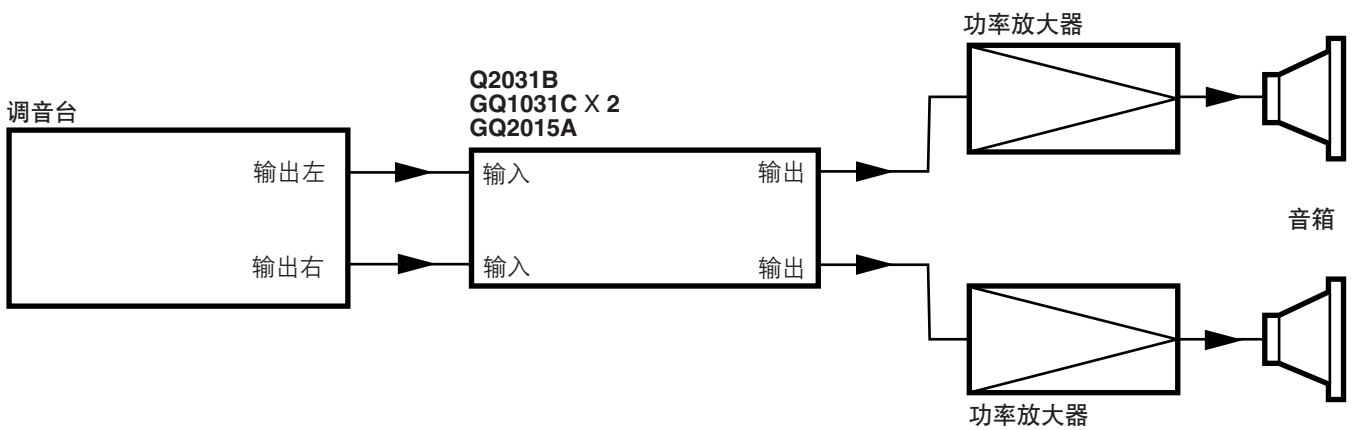 功率放大器
Q2031B
GQ1031C X 2
GQ2015A
调音台
输出左
输入
输出
音箱
输出右
输入
输出
功率放大器